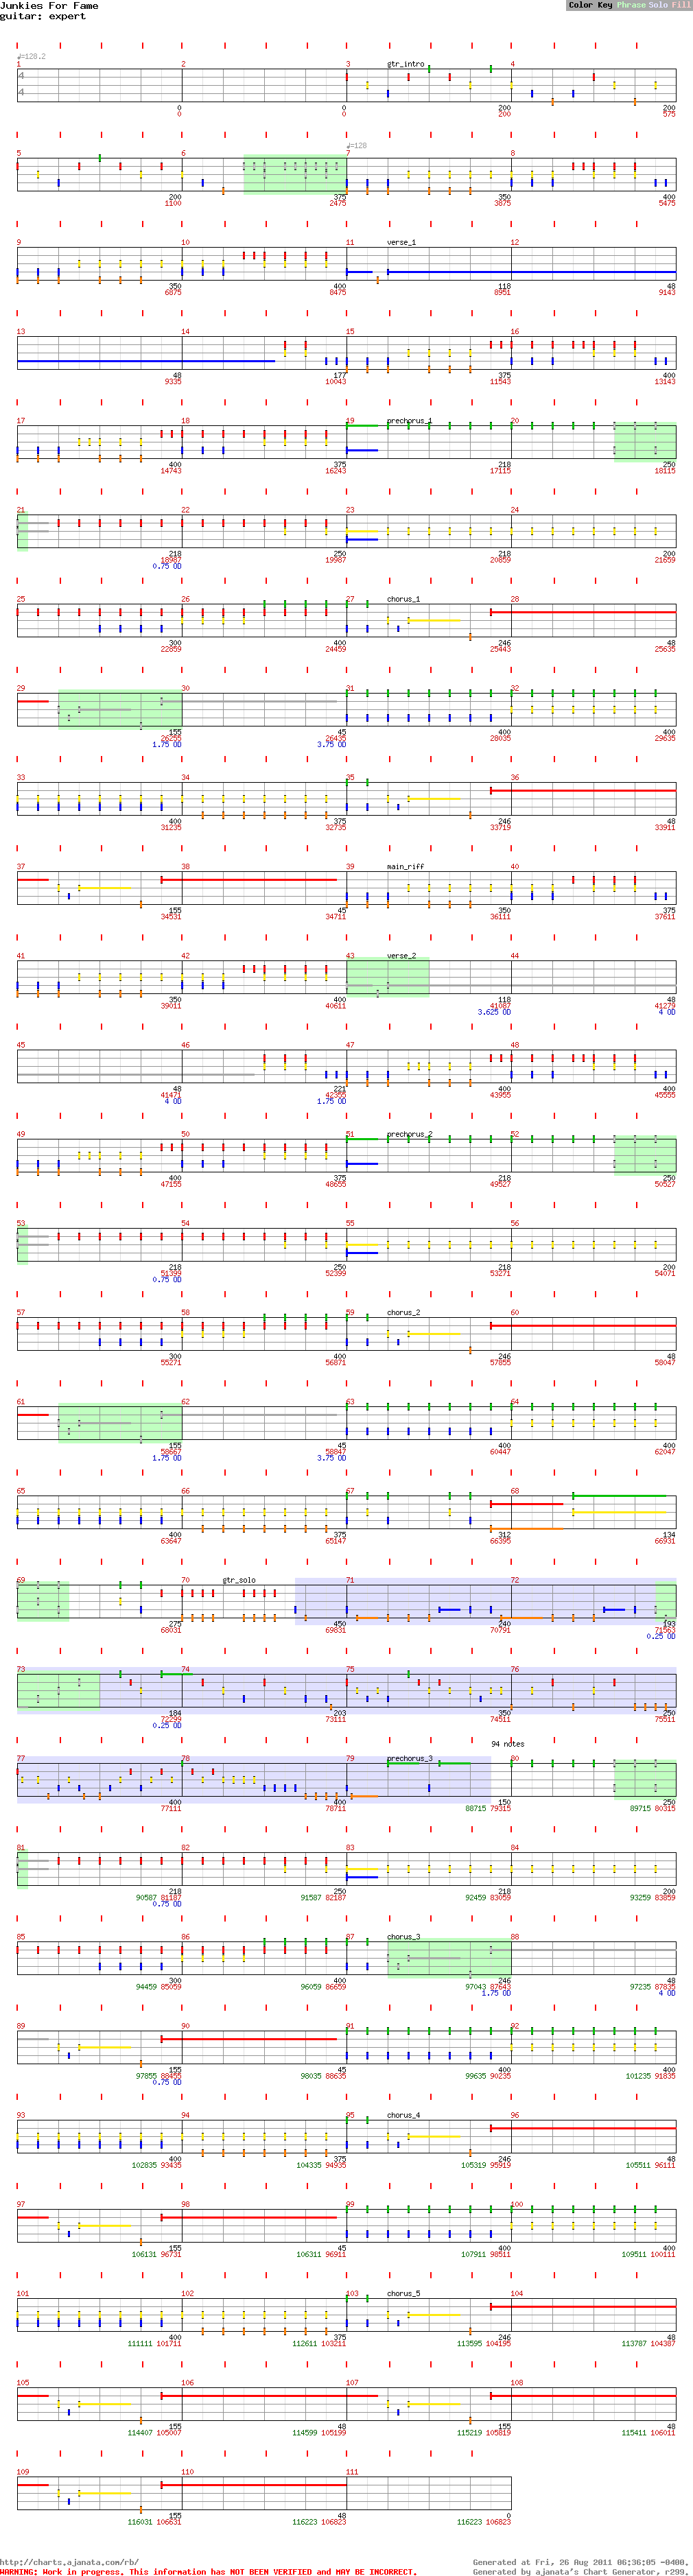 Junkies For Fame
guitar: expert
Color Key Phrase Solo Fill
♩=128.2
1 2 3 gtr_intro 4
4
4
0 0 200
0 0 200 575
♩=128
5 6 7 8
200 375 400
1100 2475 3875 5475
9 10 11 verse_1 12
350 400 118 48
6875 8475 8951 9143
13 14 15 16
48 177 375 400
9335 10043 11543 13143
17 18 19 prechorus_1 20
400 375 218 250
14743 16243 17115 18115
21 22 23 24
218 250 218 200
18987 19987 20859 21659
0.75 OD
25 26 27 chorus_1 28
300 400 246 48
22859 24459 25443 25635
29 30 31 32
155 45 400 400
26255 26435 28035 29635
1.75 OD 3.75 OD
33 34 35 36
400 375 246 48
31235 32735 33719 33911
37 38 39 main_riff 40
155 45 350 375
34531 34711 36111 37611
41 42 43 verse_2 44
350 400 118 48
39011 40611 41087 41279
3.625 OD 4 OD
45 46 47 48
48 221 400 400
41471 42355 43955 45555
4 OD 1.75 OD
49 50 51 prechorus_2 52
400 375 218 250
47155 48655 49527 50527
53 54 55 56
218 250 218 200
51399 52399 53271 54071
0.75 OD
57 58 59 chorus_2 60
300 400 246 48
55271 56871 57855 58047
61 62 63 64
155 45 400 400
58667 58847 60447 62047
1.75 OD 3.75 OD
65 66 67 68
400 375 312 134
63647 65147 66395 66931
69 70 gtr_solo 71 72
275 450 240 193
68031 69831 70791 71563
0.25 OD
73 74 75 76
184 203 350 250
72299 73111 74511 75511
0.25 OD
94 notes
77 78 79 prechorus_3 80
400 400 150 250
77111 78711 88715 79315 89715 80315
81 82 83 84
218 250 218 200
90587 81187 91587 82187 92459 83059 93259 83859
0.75 OD
85 86 87 chorus_3 88
300 400 246 48
94459 85059 96059 86659 97043 87643 97235 87835
1.75 OD 4 OD
89 90 91 92
155 45 400 400
97855 88455 98035 88635 99635 90235 101235 91835
0.75 OD
93 94 95 chorus_4 96
400 375 246 48
102835 93435 104335 94935 105319 95919 105511 96111
97 98 99 100
155 45 400 400
106131 96731 106311 96911 107911 98511 109511 100111
101 102 103 chorus_5 104
400 375 246 48
111111 101711 112611 103211 113595 104195 113787 104387
105 106 107 108
155 48 155 48
114407 105007 114599 105199 115219 105819 115411 106011
109 110 111
155 48 0
116031 106631 116223 106823 116223 106823
http://charts.ajanata.com/rb/ Generated at Fri, 26 Aug 2011 06:36:05 -0400.
WARNING: Work in progress. This information has NOT BEEN VERIFIED and MAY BE INCORRECT. Generated by ajanata's Chart Generator, r299.